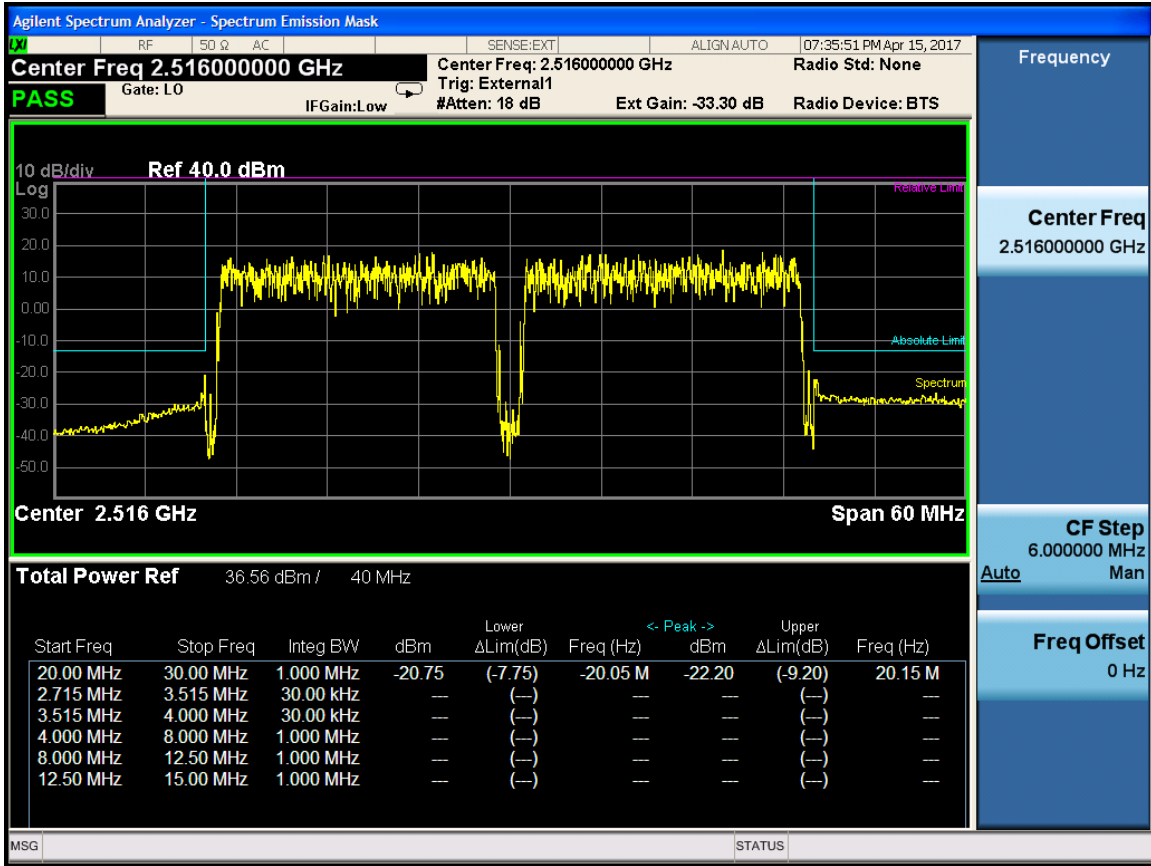 Agilent Spectrum Analyzer - Spectrum Emission Mask
LXI RF 50 Ω AC SENSE:EXT ALIGN AUTO 07:35:51 PM Apr 15, 2017
Center Freq 2.516000000 GHz Center Freq: 2.516000000 GHz Radio Std: None
PASS Gate: LO Trig: External1
IFGain:Low #Atten: 18 dB Ext Gain: -33.30 dB Radio Device: BTS
10 dB/div Ref 40.0 dBm
Log
Relative Limit
30.0
20.0
10.0
0.00
-10.0
Absolute Limit
-20.0
Spectrum
-30.0
-40.0
-50.0
Center 2.516 GHz Span 60 MHz
Total Power Ref 36.56 dBm / 40 MHz
Lower <- Peak -> Upper
Start Freq Stop Freq Integ BW dBm ΔLim(dB) Freq (Hz) dBm ΔLim(dB) Freq (Hz)
20.00 MHz 30.00 MHz 1.000 MHz -20.75 (-7.75) -20.05 M -22.20 (-9.20) 20.15 M
2.715 MHz 3.515 MHz 30.00 kHz --- (---) --- --- (---) ---
3.515 MHz 4.000 MHz 30.00 kHz --- (---) --- --- (---) ---
4.000 MHz 8.000 MHz 1.000 MHz --- (---) --- --- (---) ---
8.000 MHz 12.50 MHz 1.000 MHz --- (---) --- --- (---) ---
12.50 MHz 15.00 MHz 1.000 MHz --- (---) --- --- (---) ---
MSG STATUS
Frequency
Center Freq
2.516000000 GHz
CF Step
6.000000 MHz
Auto Man
Freq Offset
0 Hz